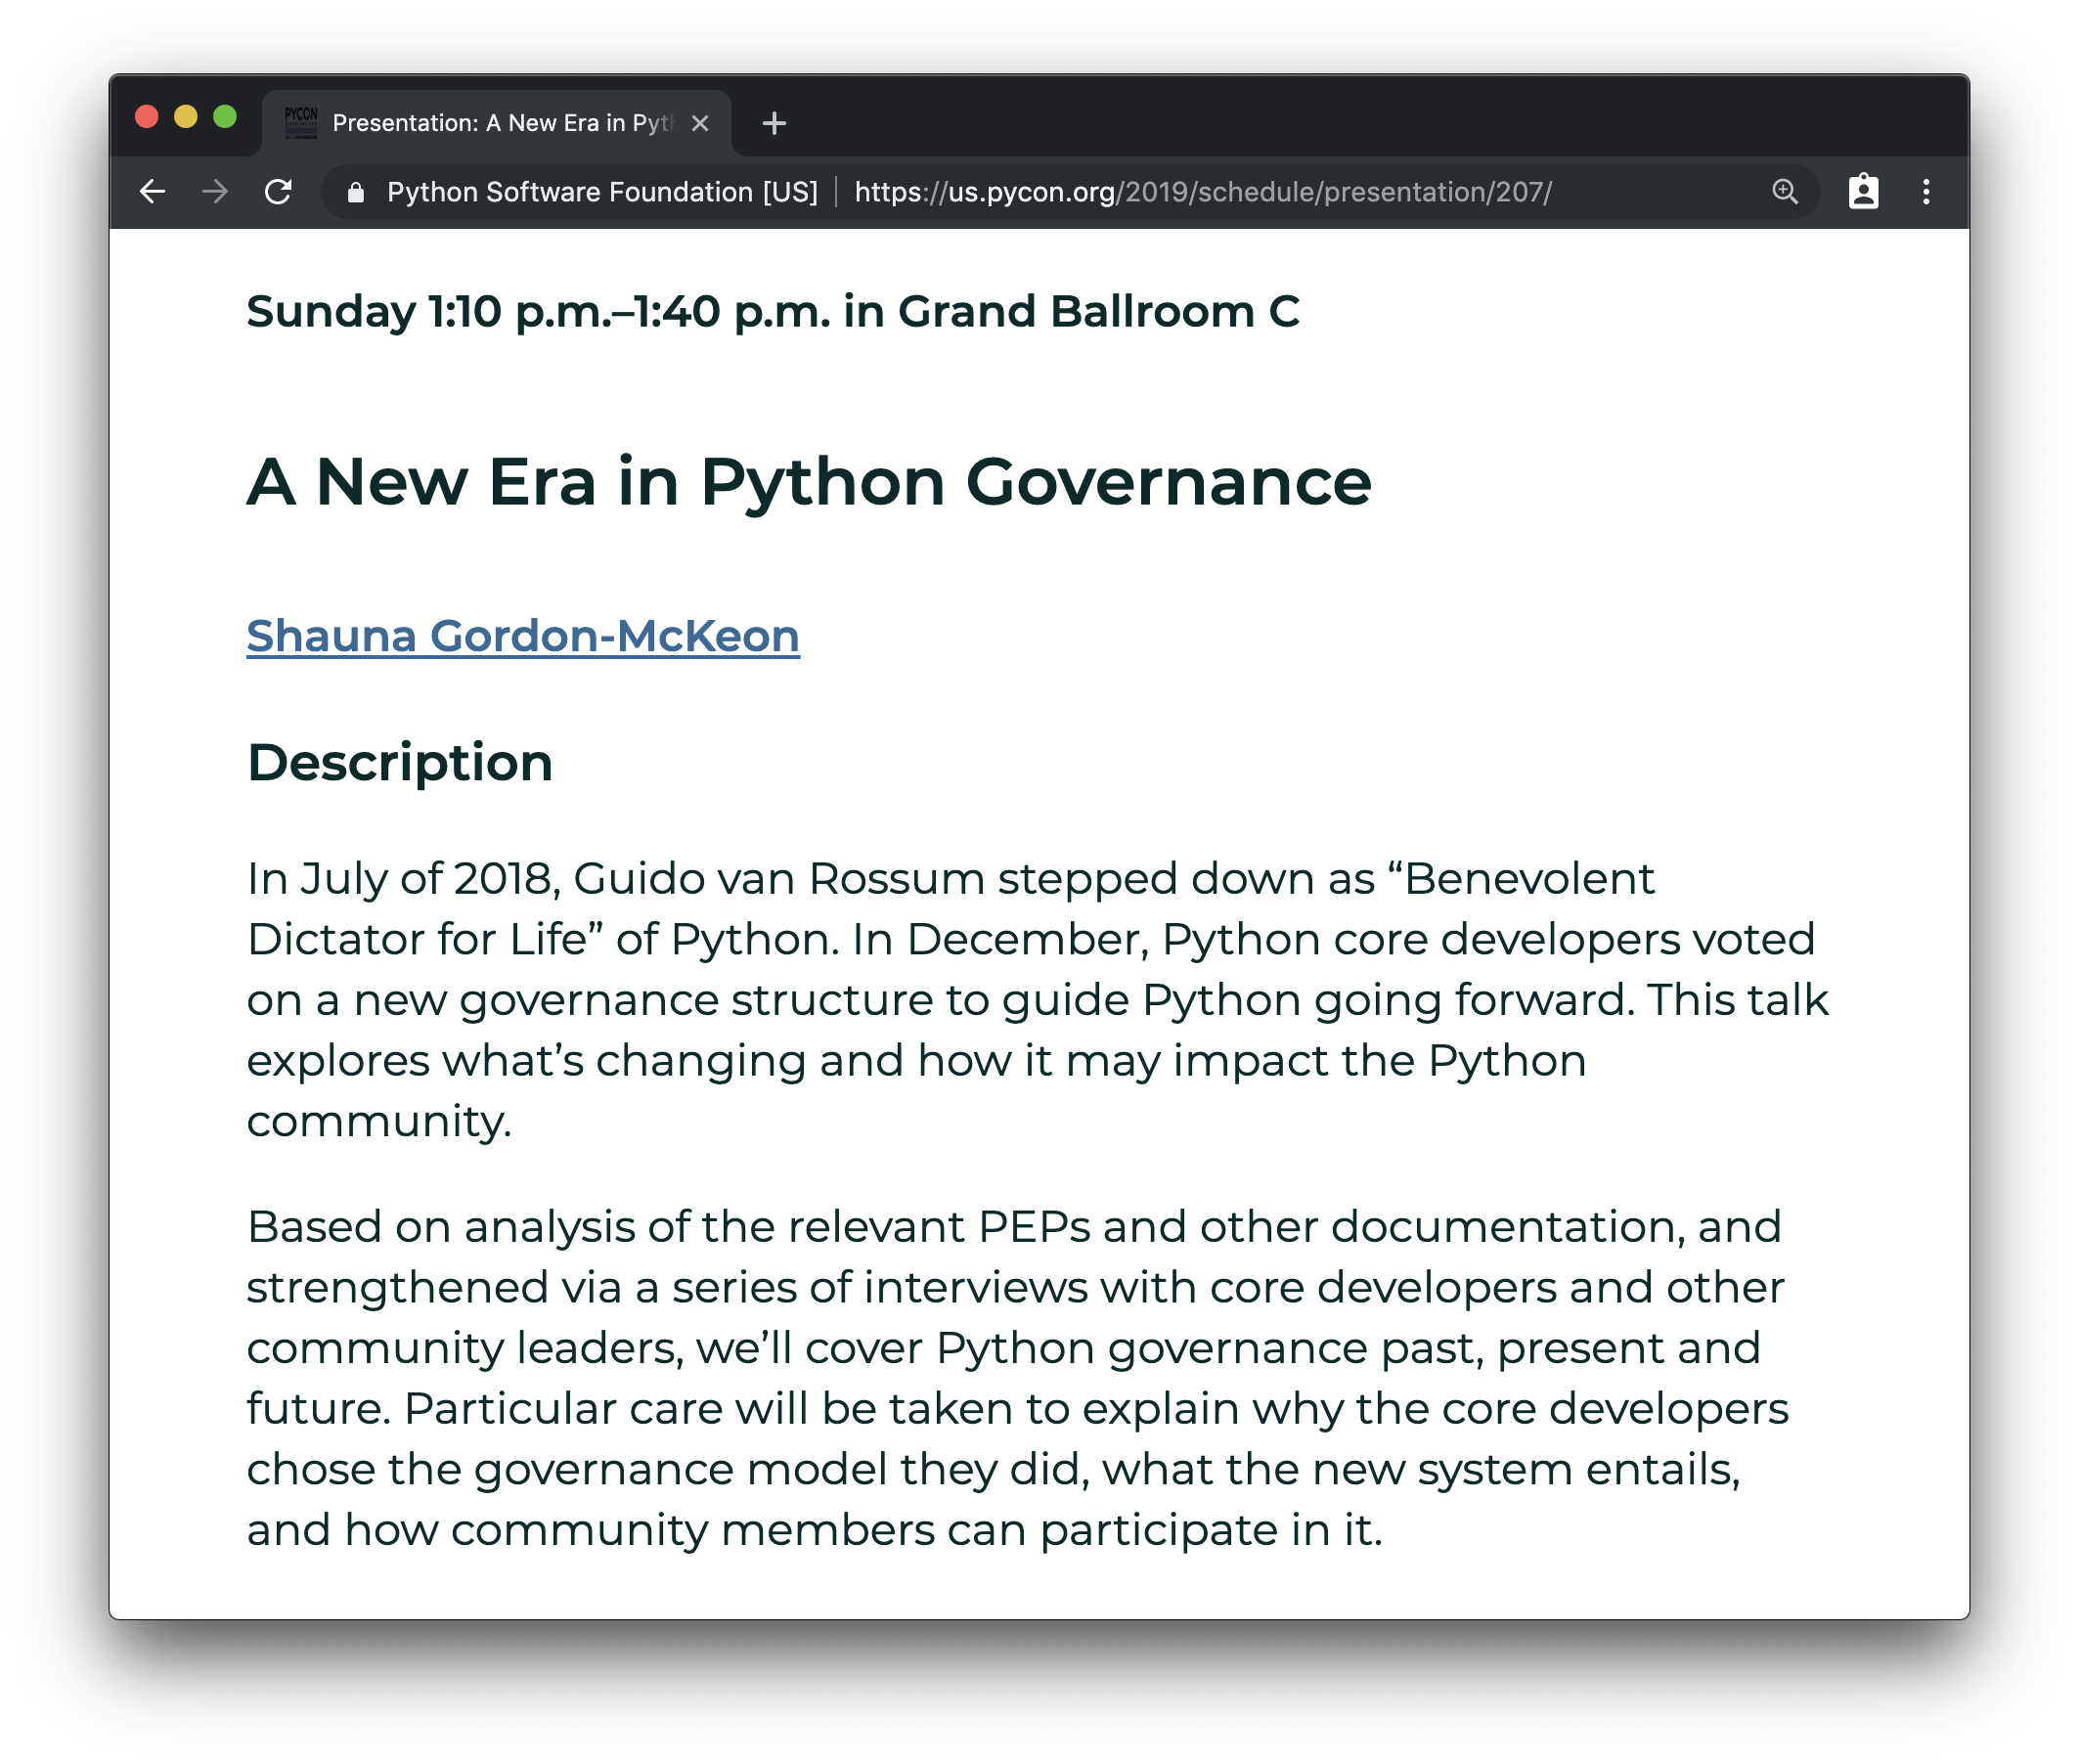 PYCON
Presentation: A New Era in Pyth
Python Software Foundation [US] https://us.pycon.org/2019/schedule/presentation/207/
Sunday 1:10 p.m.–1:40 p.m. in Grand Ballroom C
A New Era in Python Governance
Shauna Gordon-McKeon
Description
In July of 2018, Guido van Rossum stepped down as “Benevolent
Dictator for Life” of Python. In December, Python core developers voted
on a new governance structure to guide Python going forward. This talk
explores what’s changing and how it may impact the Python
community.
Based on analysis of the relevant PEPs and other documentation, and
strengthened via a series of interviews with core developers and other
community leaders, we’ll cover Python governance past, present and
future. Particular care will be taken to explain why the core developers
chose the governance model they did, what the new system entails,
and how community members can participate in it.